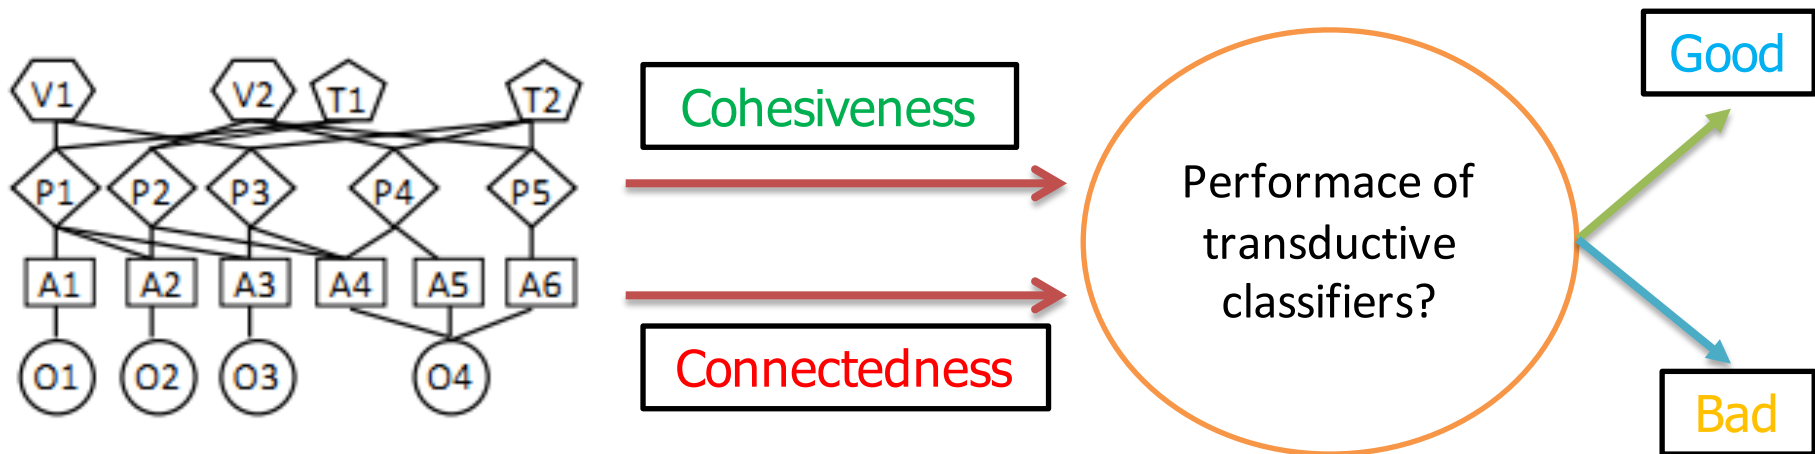 V1 V2 T1 T2
P1 P2 P3 P4 P5
A1 A2 A3 A4 A5 A6
O1 O2 O3 O4
Cohesiveness
Connectedness
Performace of
transductive
classifiers?
Good
Bad